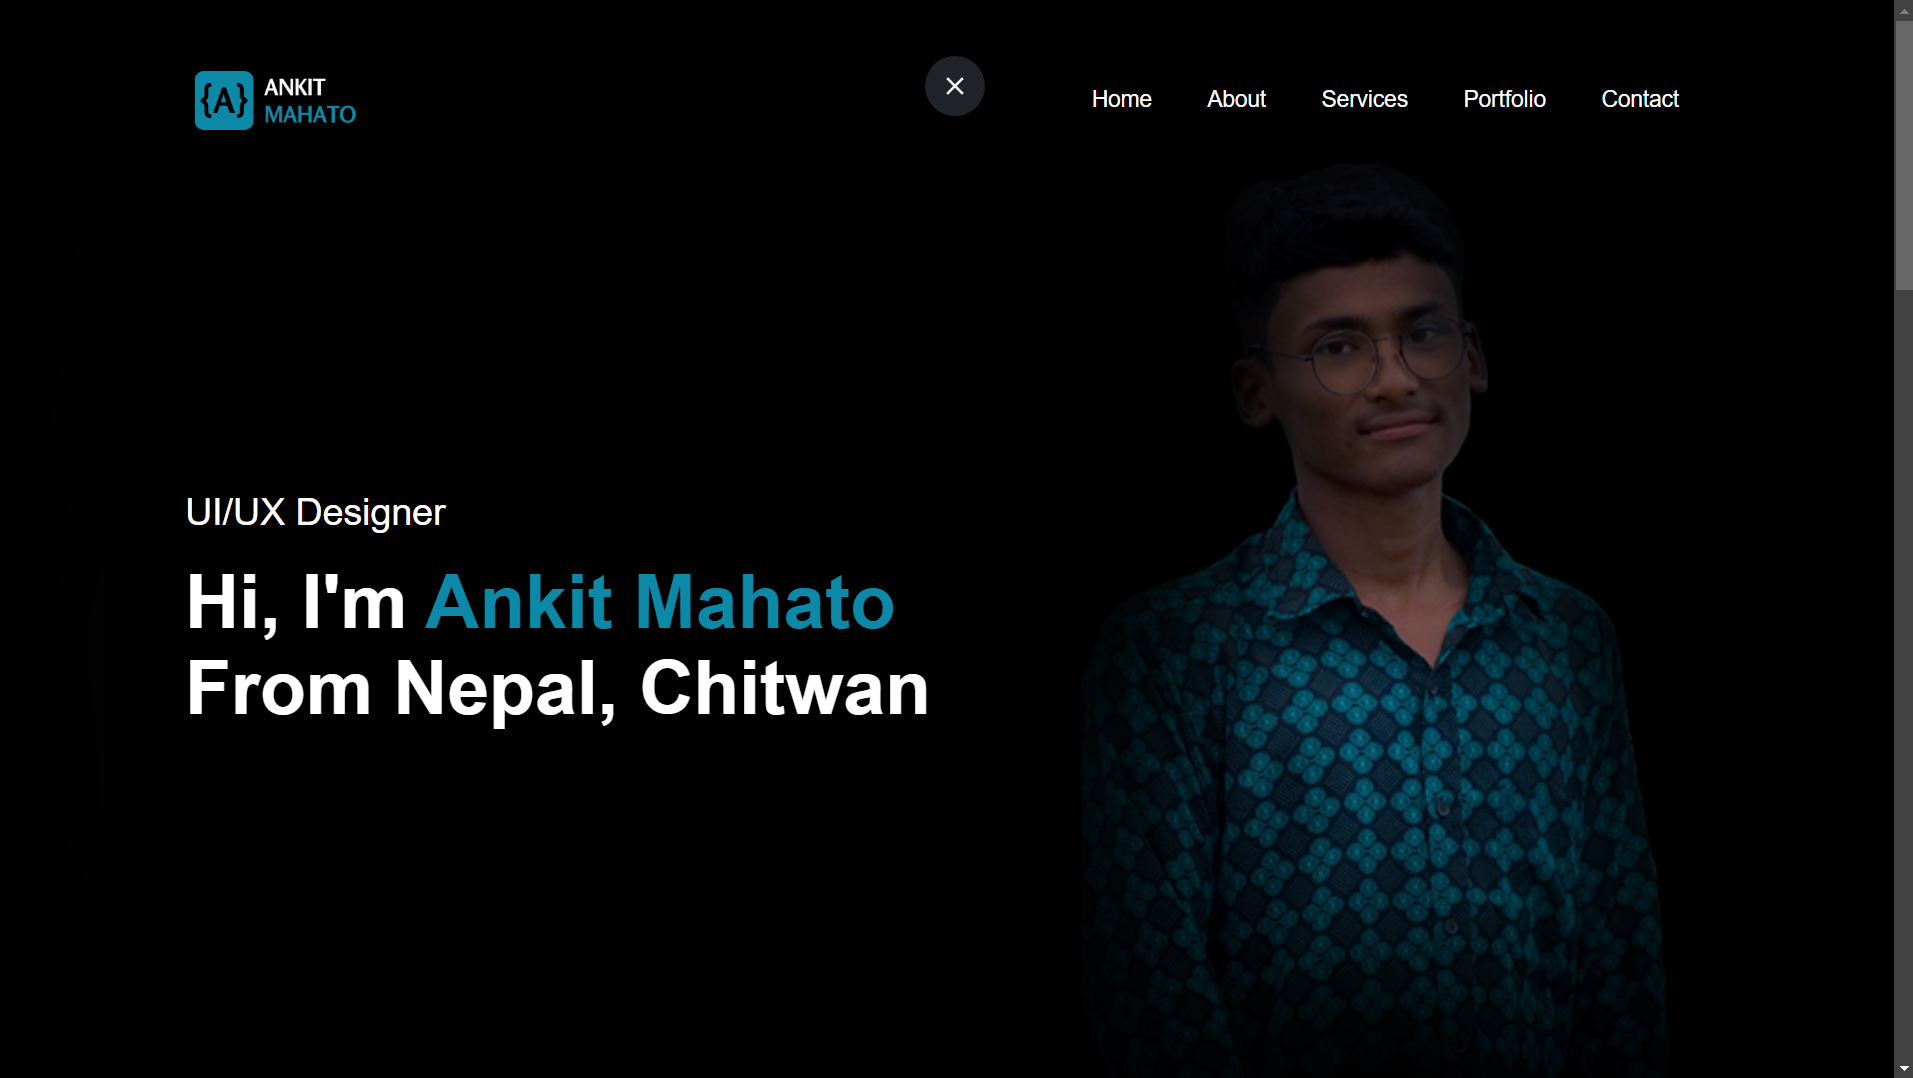 {A} ANKIT
MAHATO
Home About Services Portfolio Contact
UI/UX Designer
Hi, I'm Ankit Mahato
From Nepal, Chitwan